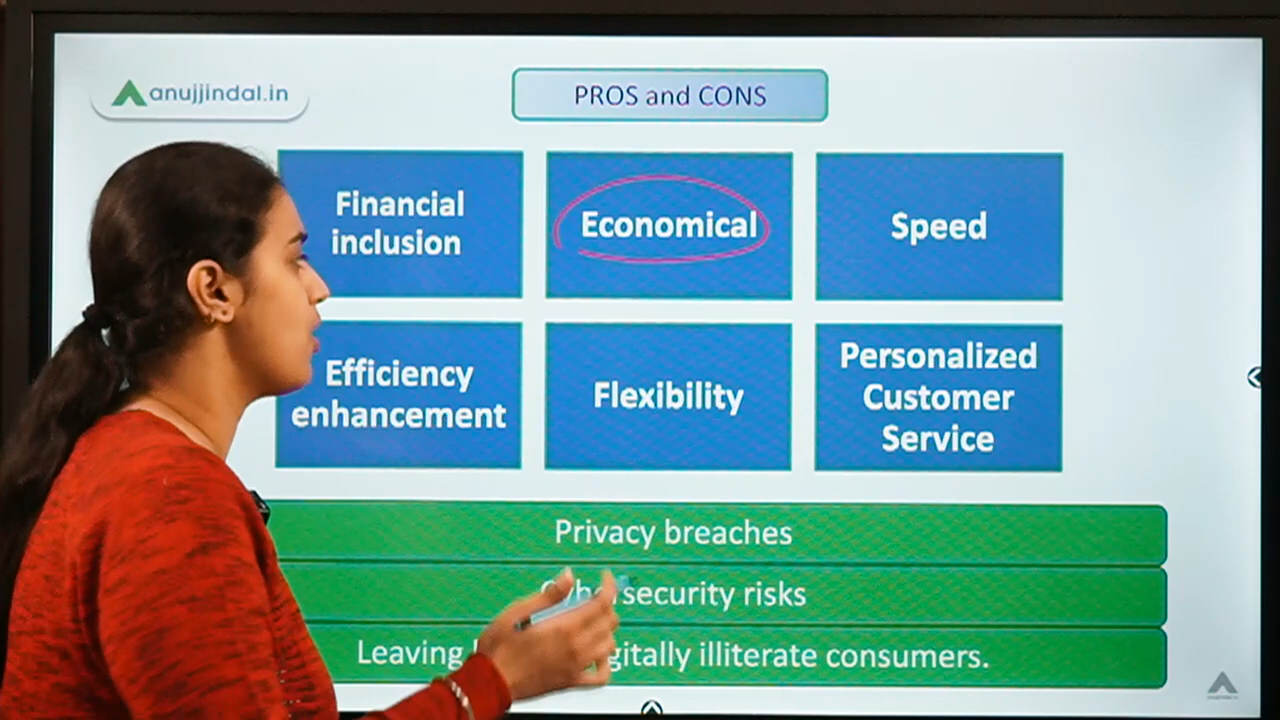 anujjindal.in
PROS and CONS
Financial
inclusion
Economical
Speed
Efficiency
enhancement
Flexibility
Personalized
Customer
Service
Privacy breaches
security risks
Leaving
illiterate consumers.